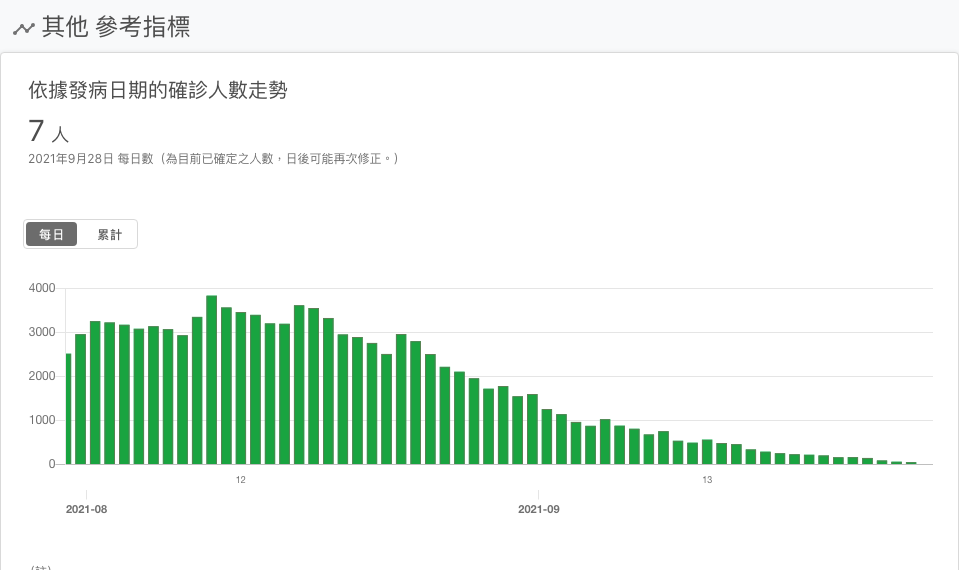 其他 參考指標
依據發病日期的確診人數走勢
7 人
2021年9月28日 每日數（為目前已確定之人數，日後可能再次修正。）
每日 累計
4000
3000
2000
1000
0
12 13
2021-08 2021-09